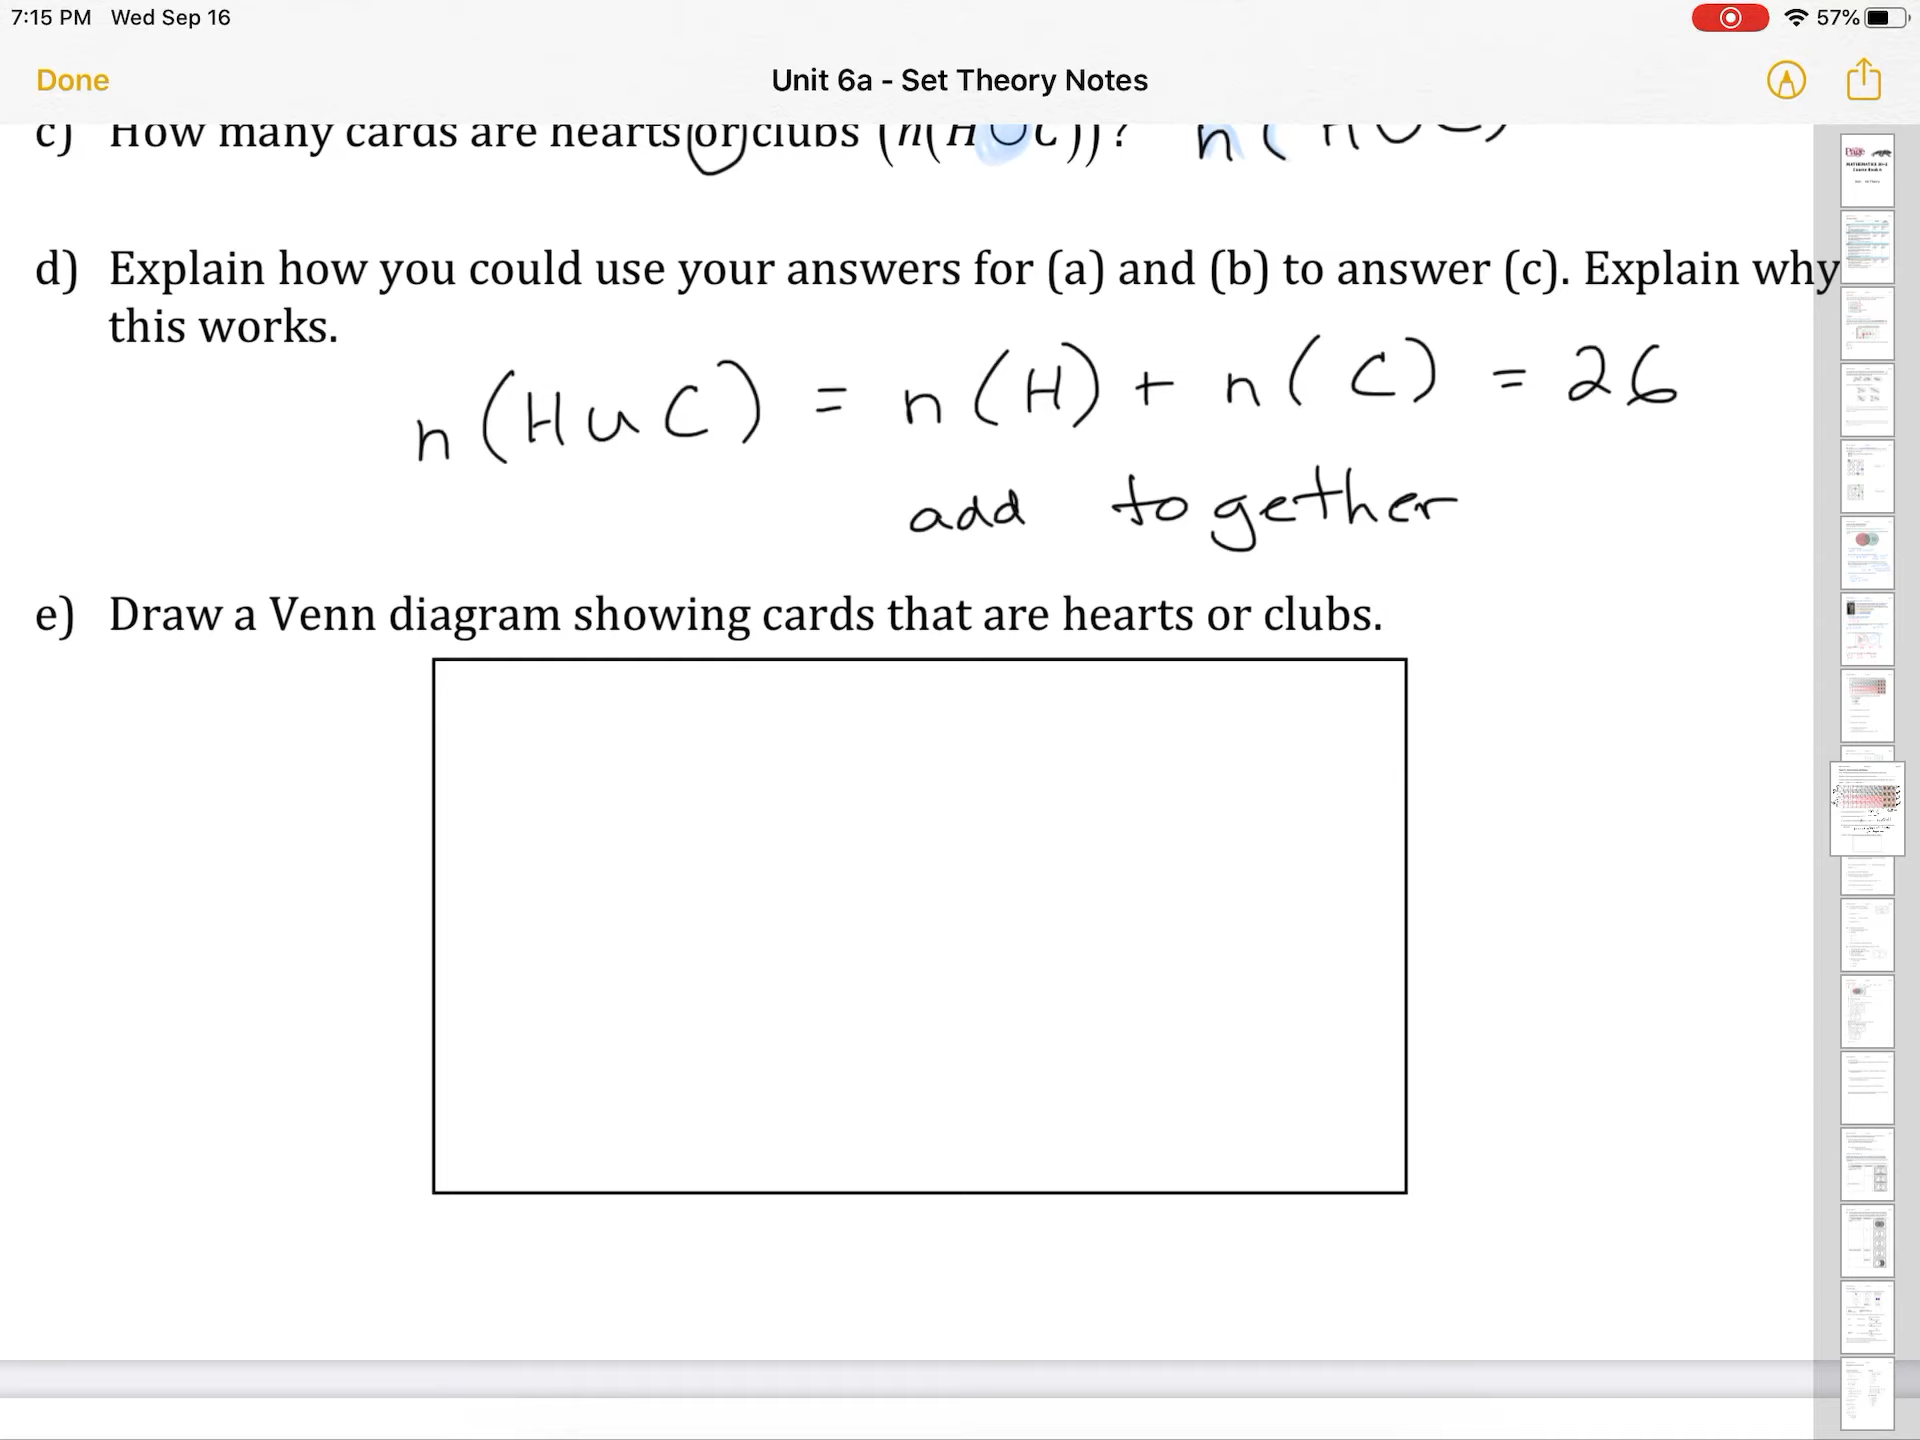 7:15 PM Wed Sep 16
57%
Done
Unit 6a - Set Theory Notes
c) How many cards are hearts or clubs (n(H∪C))? n(H∪C)
d) Explain how you could use your answers for (a) and (b) to answer (c). Explain why
this works.
n(H∪C) = n(H) + n(C) = 26
add together
e) Draw a Venn diagram showing cards that are hearts or clubs.